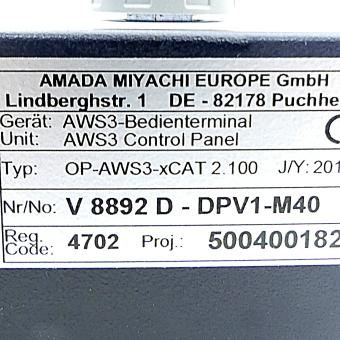 AMADA MIYACHI EUROPE GmbH
Lindberghstr. 1 DE - 82178 Puchhe
Gerät: AWS3-Bedienterminal
Unit: AWS3 Control Panel
Typ: OP-AWS3-xCAT 2.100 J/Y: 201
Nr/No: V 8892 D - DPV1-M40
Reg. Code: 4702 Proj.: 500400182